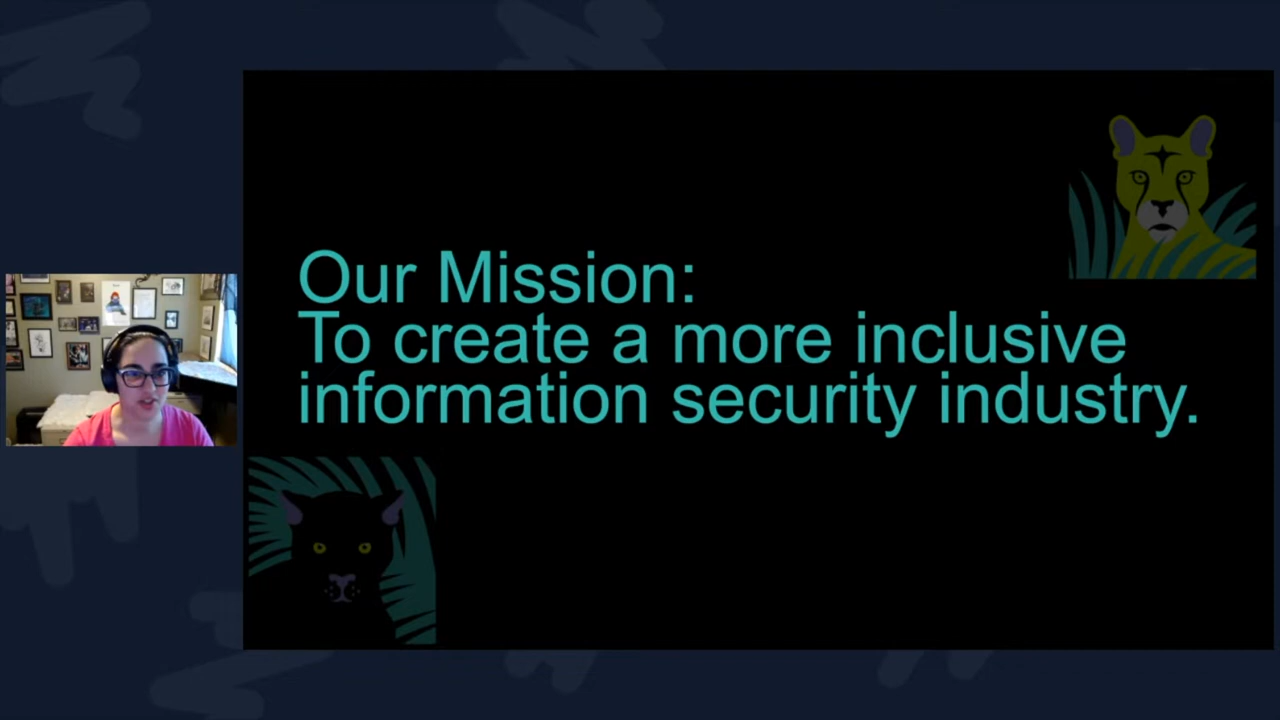 Our Mission:
To create a more inclusive
information security industry.